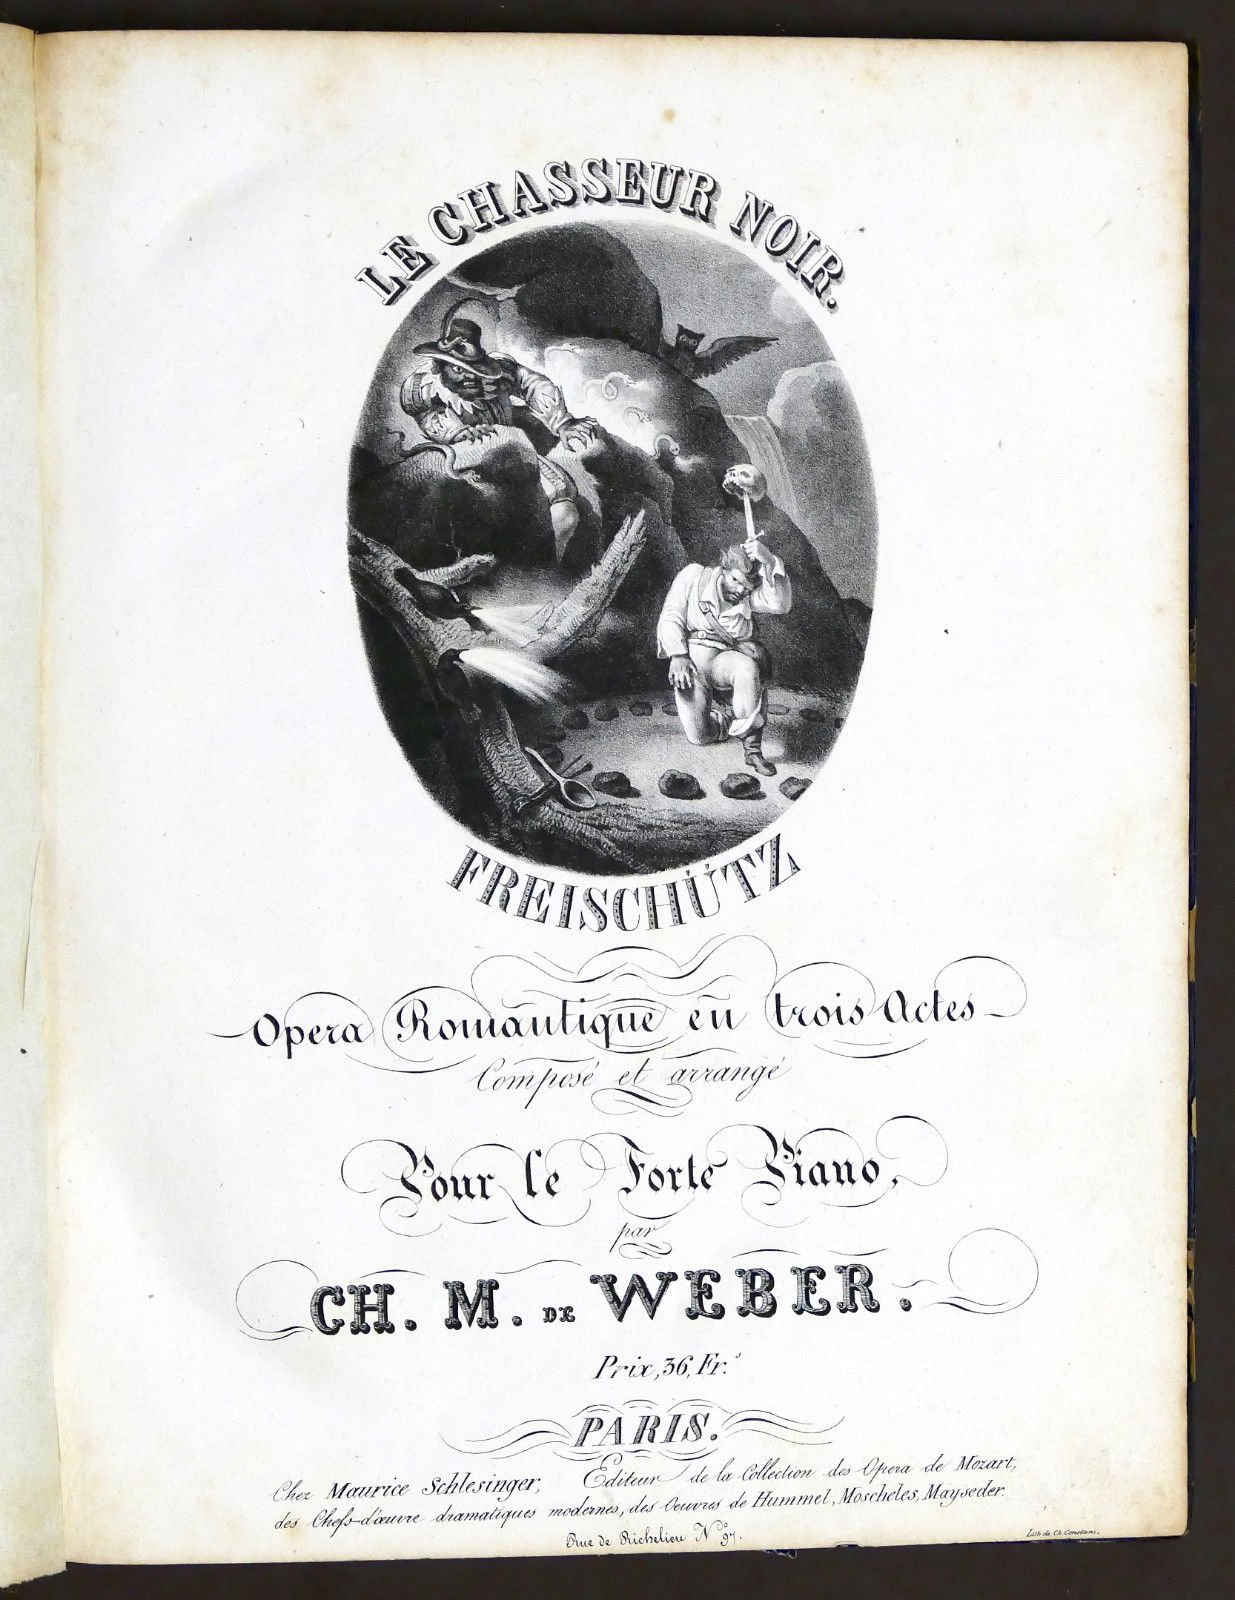 LE CHASSEUR NOIR.
FREISCHÜTZ
Opera Romantique en trois Actes
Composé et arrangé
Pour le Forte Piano,
par
CH. M. DE WEBER.
Prix, 36, Fr.s
PARIS.
Chez Maurice Schlesinger, Editeur de la Collection des Opera de Mozart,
des Chefs-d'œuvre dramatiques modernes, des Oeuvres de Hummel, Moscheles, Mayseder.
Rue de Richelieu No 97.
Lith. de Ch. Constans.